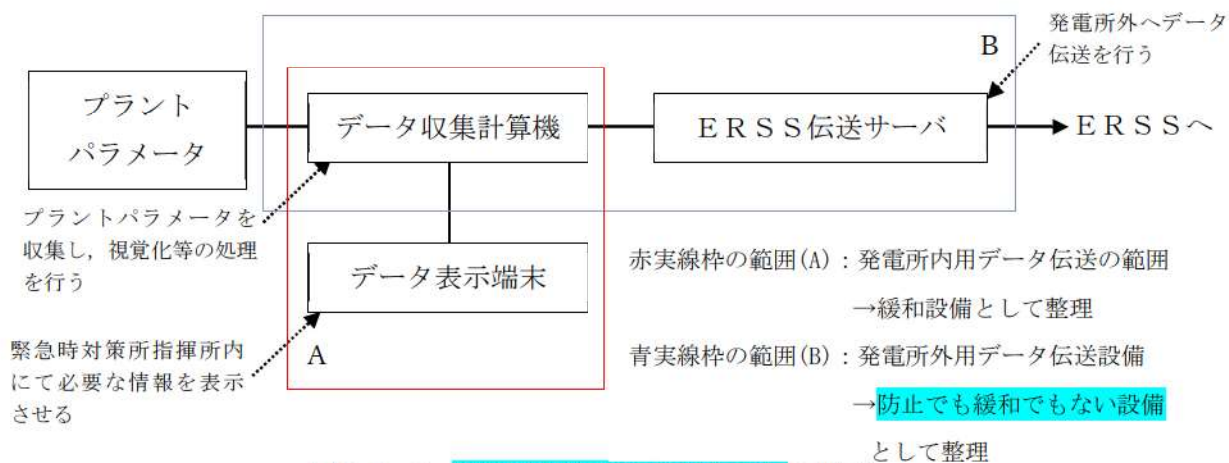 発電所外へデータ
伝送を行う
B
プラント
パラメータ
データ収集計算機
ERSS伝送サーバ
ERSSへ
プラントパラメータを
収集し，視覚化等の処理
を行う
データ表示端末
緊急時対策所指揮所内
にて必要な情報を表示
させる
A
赤実線枠の範囲(A)：発電所内用データ伝送の範囲
→緩和設備として整理
青実線枠の範囲(B)：発電所外用データ伝送設備
→防止でも緩和でもない設備
として整理